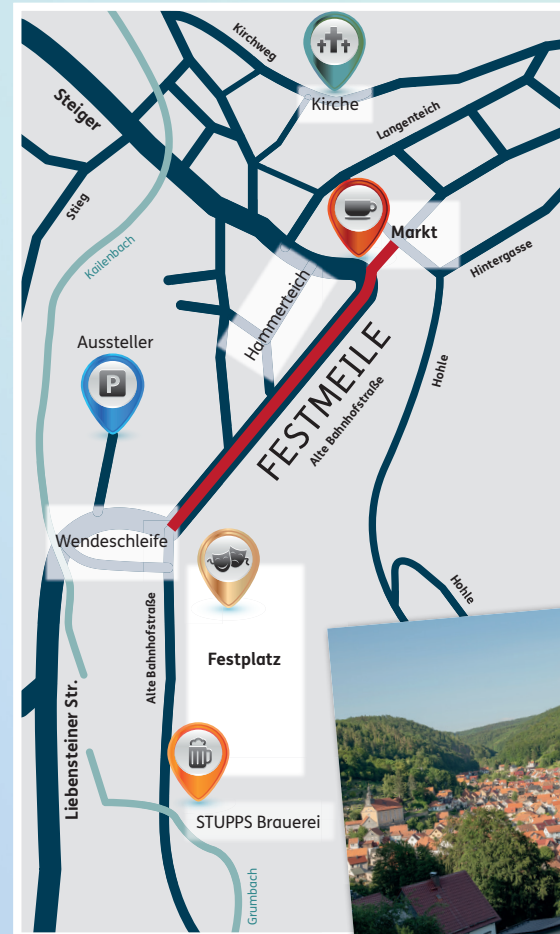 Kirchweg
Kirche
Steiger
Langenteich
Stieg
Markt
Kallenbach
Hintergasse
Hammerteich
Aussteller
P
FESTMEILE
Alte Bahnhofstraße
Hohle
Wendeschleife
Hohle
Alte Bahnhofstraße
Festplatz
Liebensteiner Str.
STUPPS Brauerei
Grumbach